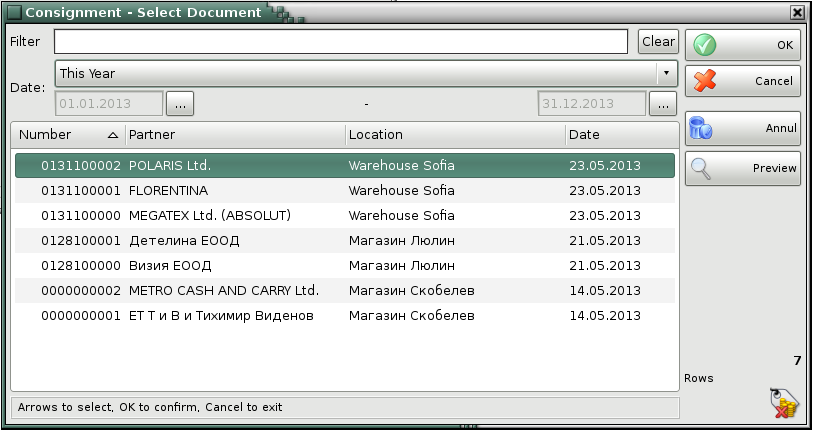 Consignment - Select Document
Filter Clear OK
This Year
Date: Cancel
01.01.2013 ... - 31.12.2013 ...
Number Partner Location Date Annul
0131100002 POLARIS Ltd. Warehouse Sofia 23.05.2013 Preview
0131100001 FLORENTINA Warehouse Sofia 23.05.2013
0131100000 MEGATEX Ltd. (ABSOLUT) Warehouse Sofia 23.05.2013
0128100001 Детелина ЕООД Магазин Люлин 21.05.2013
0128100000 Визия ЕООД Магазин Люлин 21.05.2013
0000000002 METRO CASH AND CARRY Ltd. Магазин Скобелев 14.05.2013
0000000001 ЕТ Т и В и Тихимир Виденов Магазин Скобелев 14.05.2013
7
Rows
Arrows to select, OK to confirm, Cancel to exit